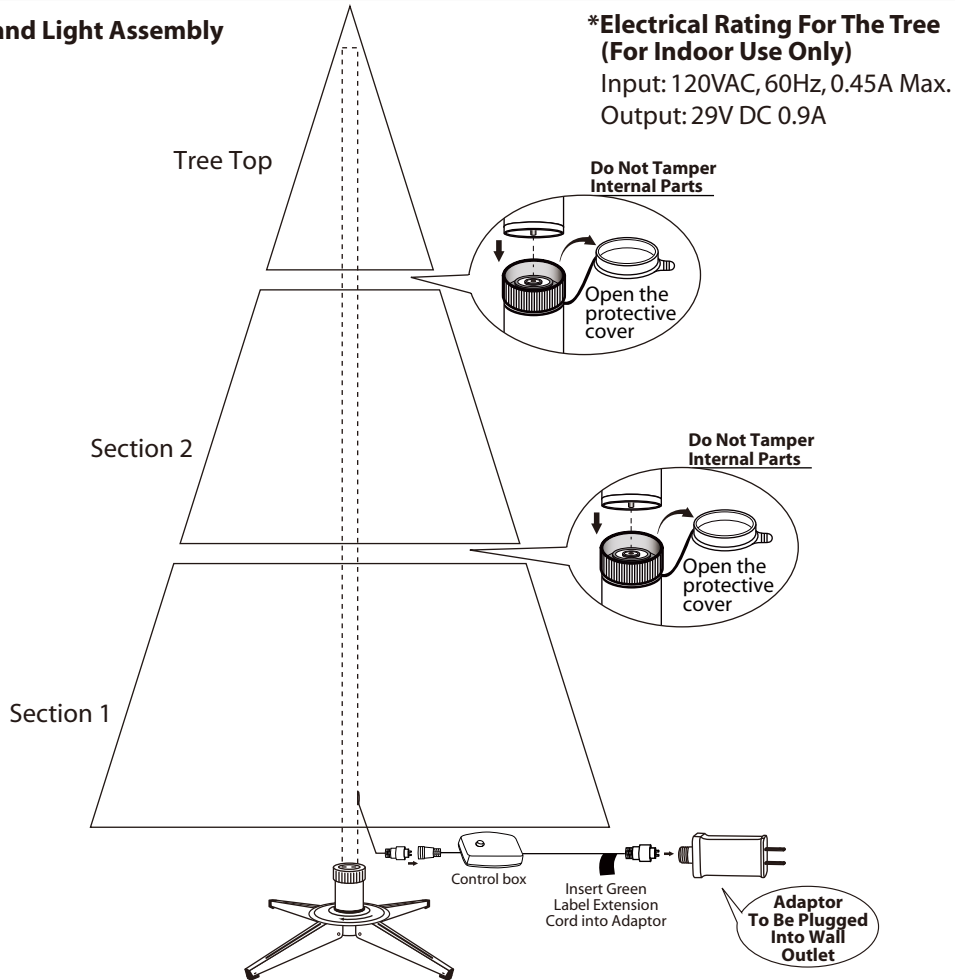 and Light Assembly
*Electrical Rating For The Tree
(For Indoor Use Only)
Input: 120VAC, 60Hz, 0.45A Max.
Output: 29V DC 0.9A
Tree Top
Do Not Tamper
Internal Parts
Open the
protective
cover
Section 2
Do Not Tamper
Internal Parts
Open the
protective
cover
Section 1
Control box
Insert Green
Label Extension
Cord into Adaptor
Adaptor
To Be Plugged
Into Wall
Outlet